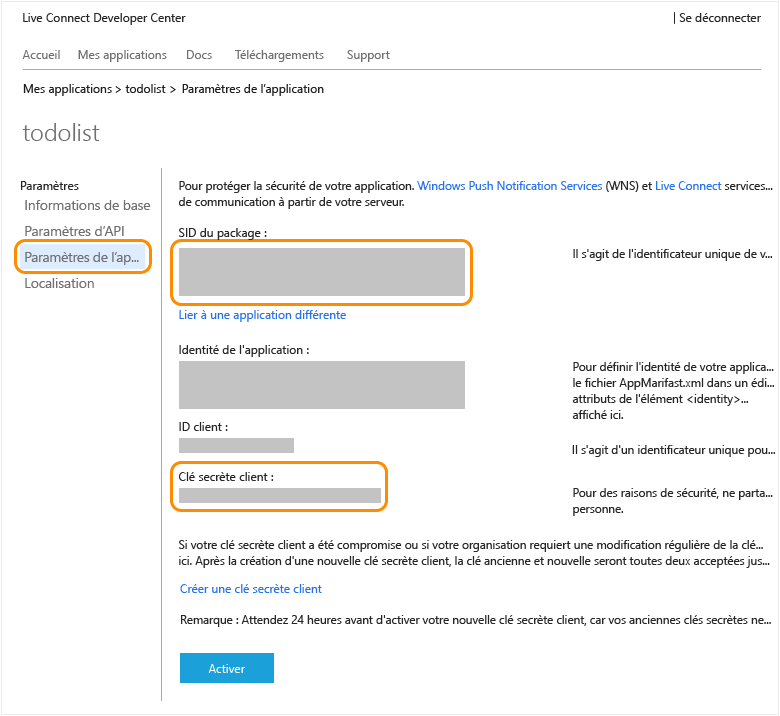 Live Connect Developer Center
| Se déconnecter
Accueil Mes applications Docs Téléchargements Support
Mes applications > todolist > Paramètres de l'application
todolist
Paramètres
Informations de base
Paramètres d'API
Paramètres de l'ap...
Localisation
Pour protéger la sécurité de votre application. Windows Push Notification Services (WNS) et Live Connect services...
de communication à partir de votre serveur.
SID du package :
Il s'agit de l'identificateur unique de v...
Lier à une application différente
Identité de l'application :
Pour définir l'identité de votre applica...
le fichier AppMarifast.xml dans un édi...
attributs de l'élément <identity>...
affiché ici.
ID client :
Il s'agit d'un identificateur unique pou...
Clé secrète client :
Pour des raisons de sécurité, ne parta...
personne.
Si votre clé secrète client a été compromise ou si votre organisation requiert une modification régulière de la clé...
ici. Après la création d'une nouvelle clé secrète client, la clé ancienne et nouvelle seront toutes deux acceptées jus...
Créer une clé secrète client
Remarque : Attendez 24 heures avant d'activer votre nouvelle clé secrète client, car vos anciennes clés secrètes ne...
Activer